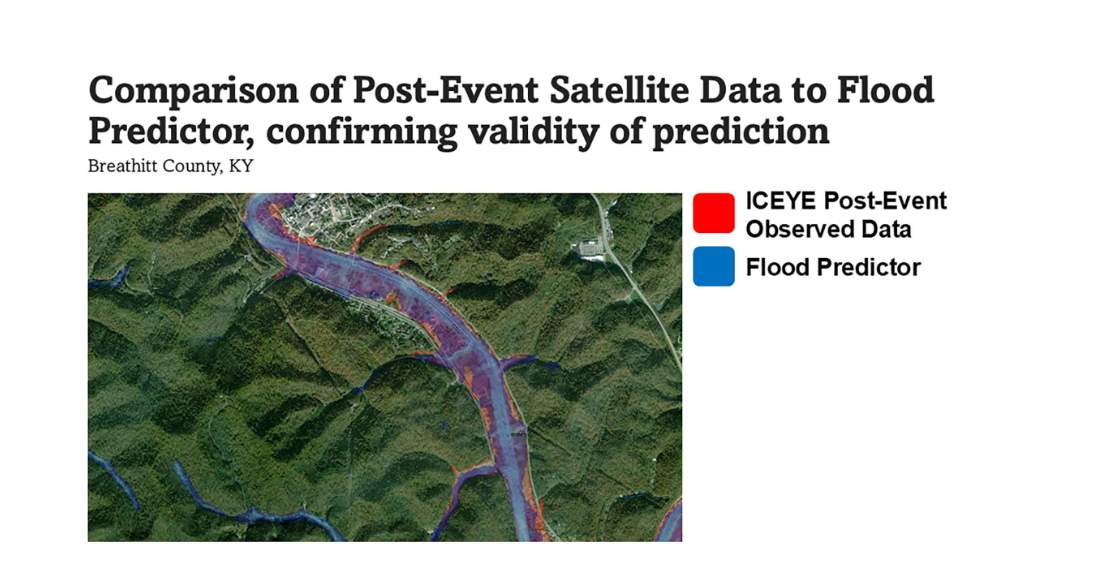 Comparison of Post-Event Satellite Data to Flood
Predictor, confirming validity of prediction
Breathitt County, KY
ICEYE Post-Event
Observed Data
Flood Predictor